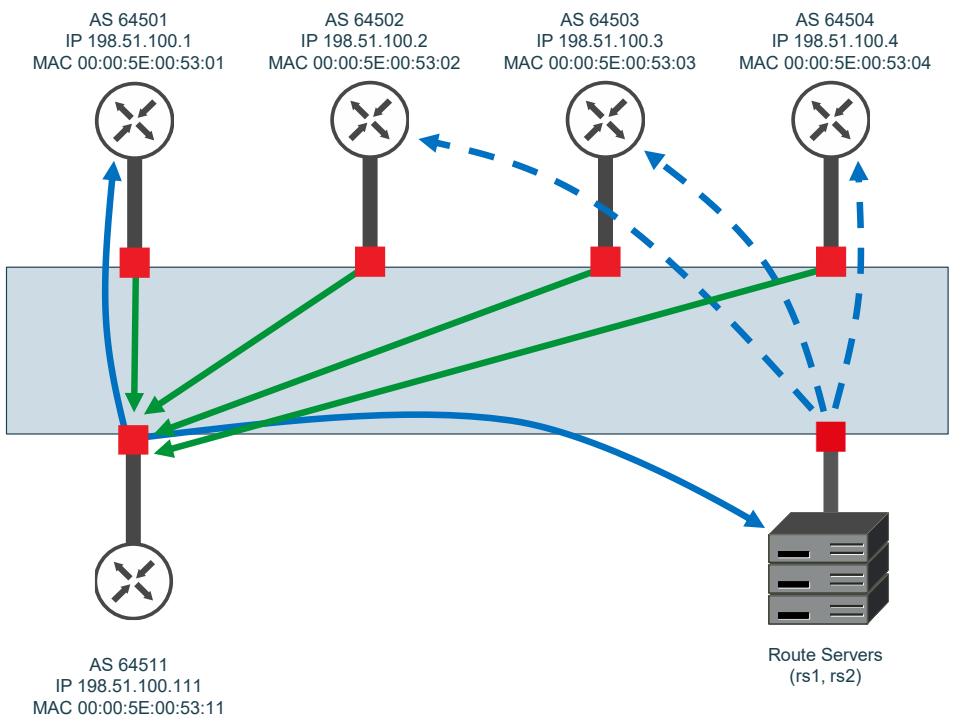 AS 64501
IP 198.51.100.1
MAC 00:00:5E:00:53:01
AS 64502
IP 198.51.100.2
MAC 00:00:5E:00:53:02
AS 64503
IP 198.51.100.3
MAC 00:00:5E:00:53:03
AS 64504
IP 198.51.100.4
MAC 00:00:5E:00:53:04
AS 64511
IP 198.51.100.111
MAC 00:00:5E:00:53:11
Route Servers
(rs1, rs2)